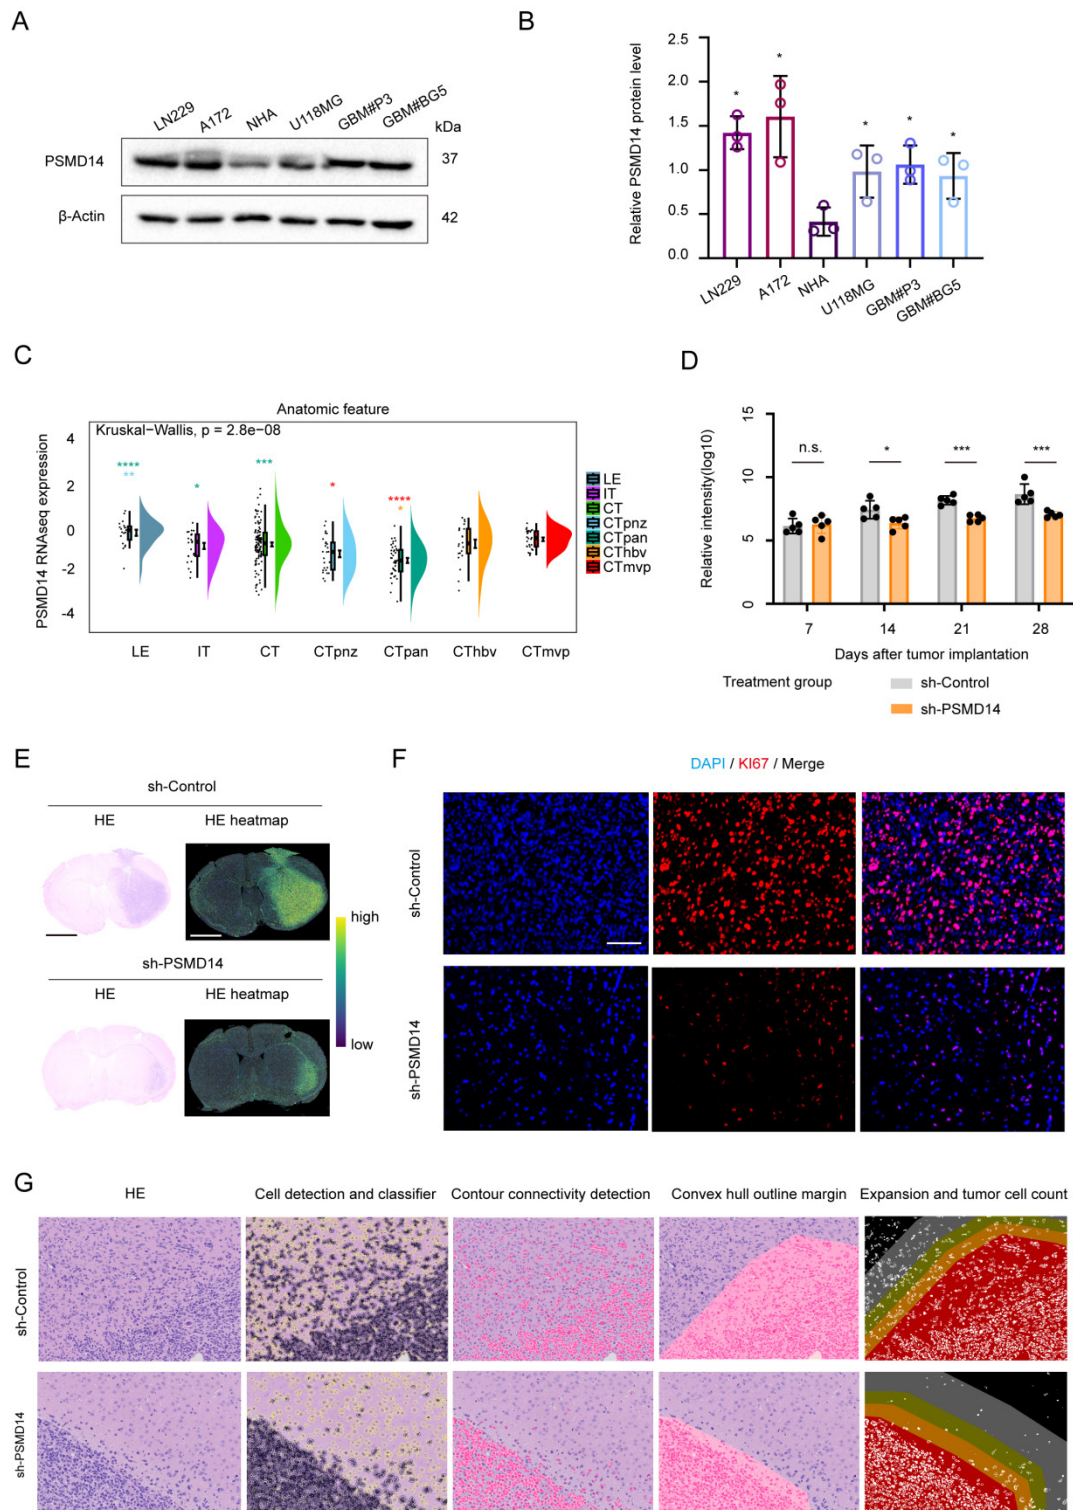 A
LN229 A172 NHA U118MG GBM#P3 GBM#BG5
kDa
PSMD14 37
β-Actin 42
B
Relative PSMD14 protein level
2.5
2.0
1.5
1.0
0.5
0.0
* * * * *
LN229 A172 NHA U118MG GBM#P3 GBM#BG5
C
Anatomic feature
Kruskal−Wallis, p = 2.8e−08
PSMD14 RNAseq expression
4
2
0
-2
-4
**** * *** * ****
** *
LE IT CT CTpnz CTpan CThbv CTmvp
LE
IT
CT
CTpnz
CTpan
CThbv
CTmvp
D
Relative intensity(log10)
15
10
5
0
n.s. * *** ***
7 14 21 28
Days after tumor implantation
Treatment group
sh-Control
sh-PSMD14
E
sh-Control
HE HE heatmap
high
low
sh-PSMD14
HE HE heatmap
F
DAPI / KI67 / Merge
sh-Control
sh-PSMD14
G
HE Cell detection and classifier Contour connectivity detection Convex hull outline margin Expansion and tumor cell count
sh-Control
sh-PSMD14